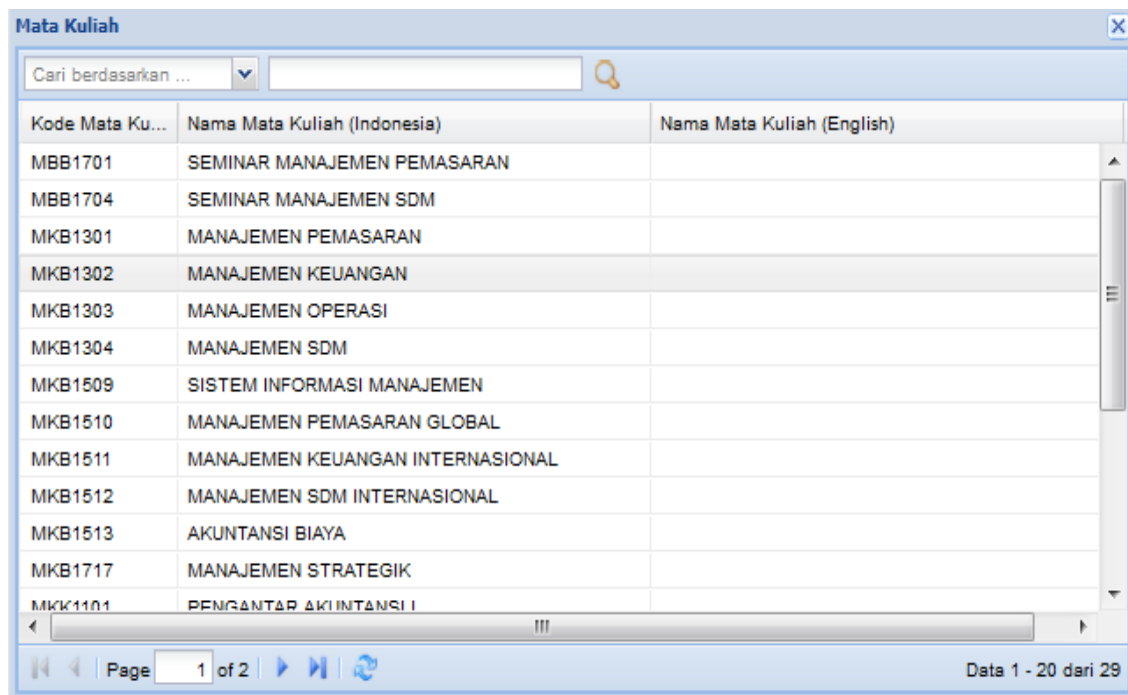 Mata Kuliah
Cari berdasarkan ...
Kode Mata Ku... Nama Mata Kuliah (Indonesia) Nama Mata Kuliah (English)
MBB1701 SEMINAR MANAJEMEN PEMASARAN
MBB1704 SEMINAR MANAJEMEN SDM
MKB1301 MANAJEMEN PEMASARAN
MKB1302 MANAJEMEN KEUANGAN
MKB1303 MANAJEMEN OPERASI
MKB1304 MANAJEMEN SDM
MKB1509 SISTEM INFORMASI MANAJEMEN
MKB1510 MANAJEMEN PEMASARAN GLOBAL
MKB1511 MANAJEMEN KEUANGAN INTERNASIONAL
MKB1512 MANAJEMEN SDM INTERNASIONAL
MKB1513 AKUNTANSI BIAYA
MKB1717 MANAJEMEN STRATEGIK
MKK1101 PENGANTAR AKUNTANSI I
Page 1 of 2 Data 1 - 20 dari 29